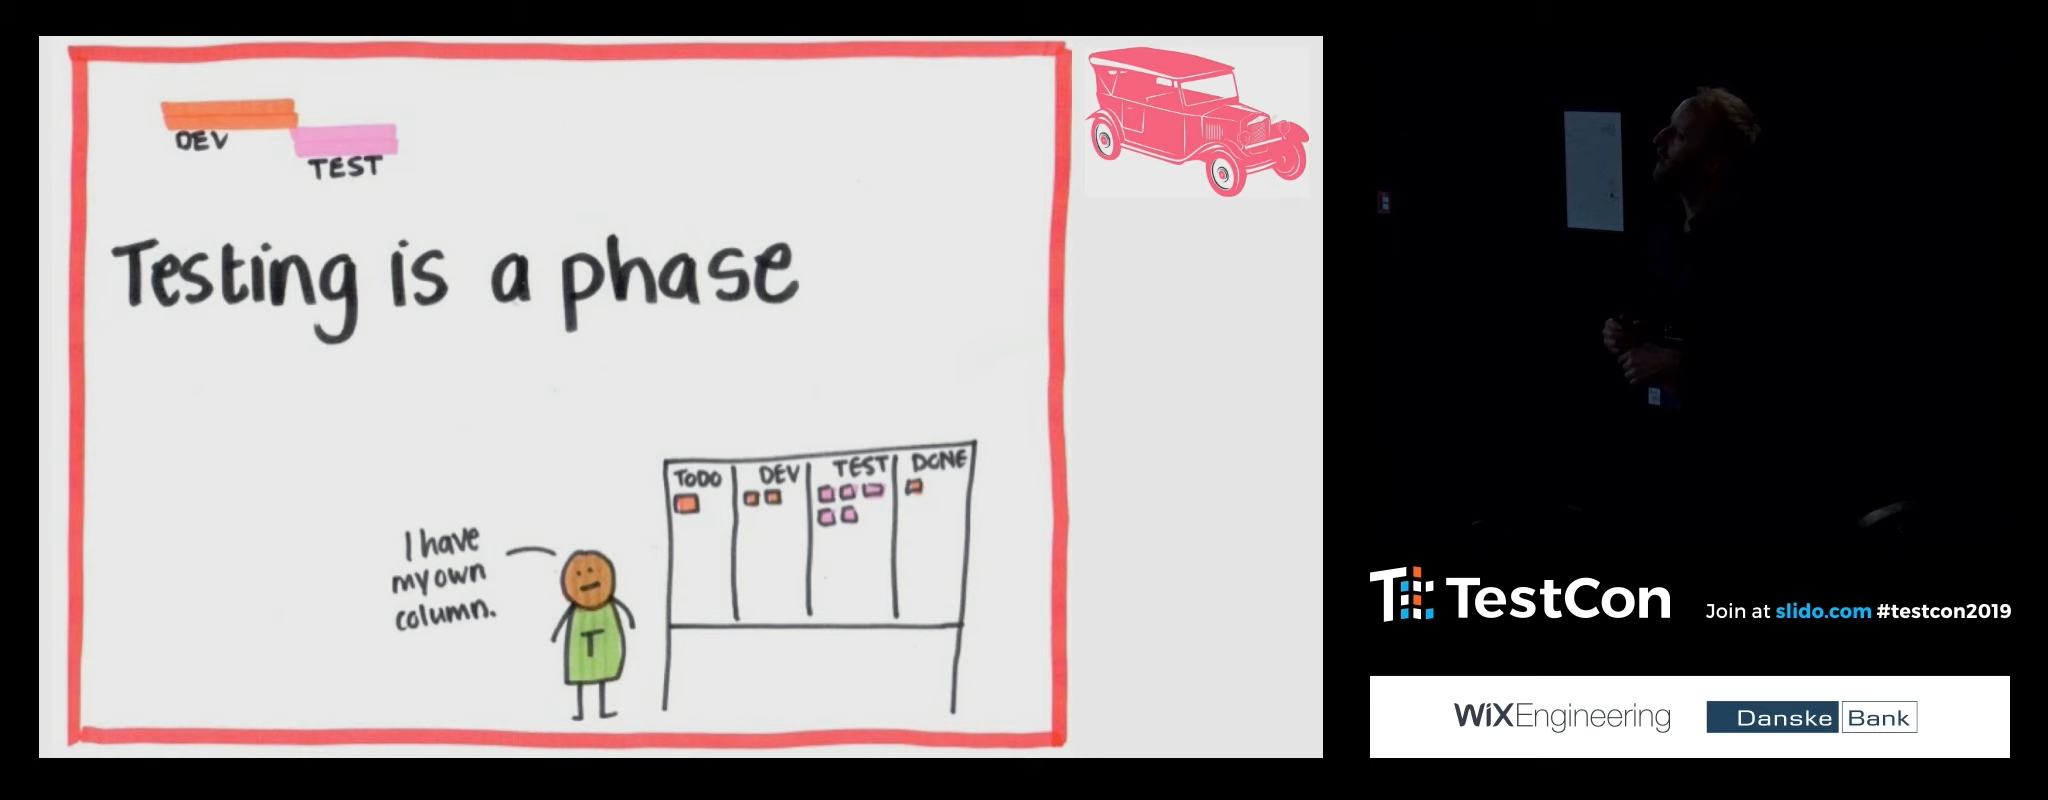 DEV
TEST
Testing is a phase
TODO
DEV
TEST
DONE
I have
my own
column.
T
TestCon
Join at slido.com #testcon2019
WiXEngineering
Danske Bank